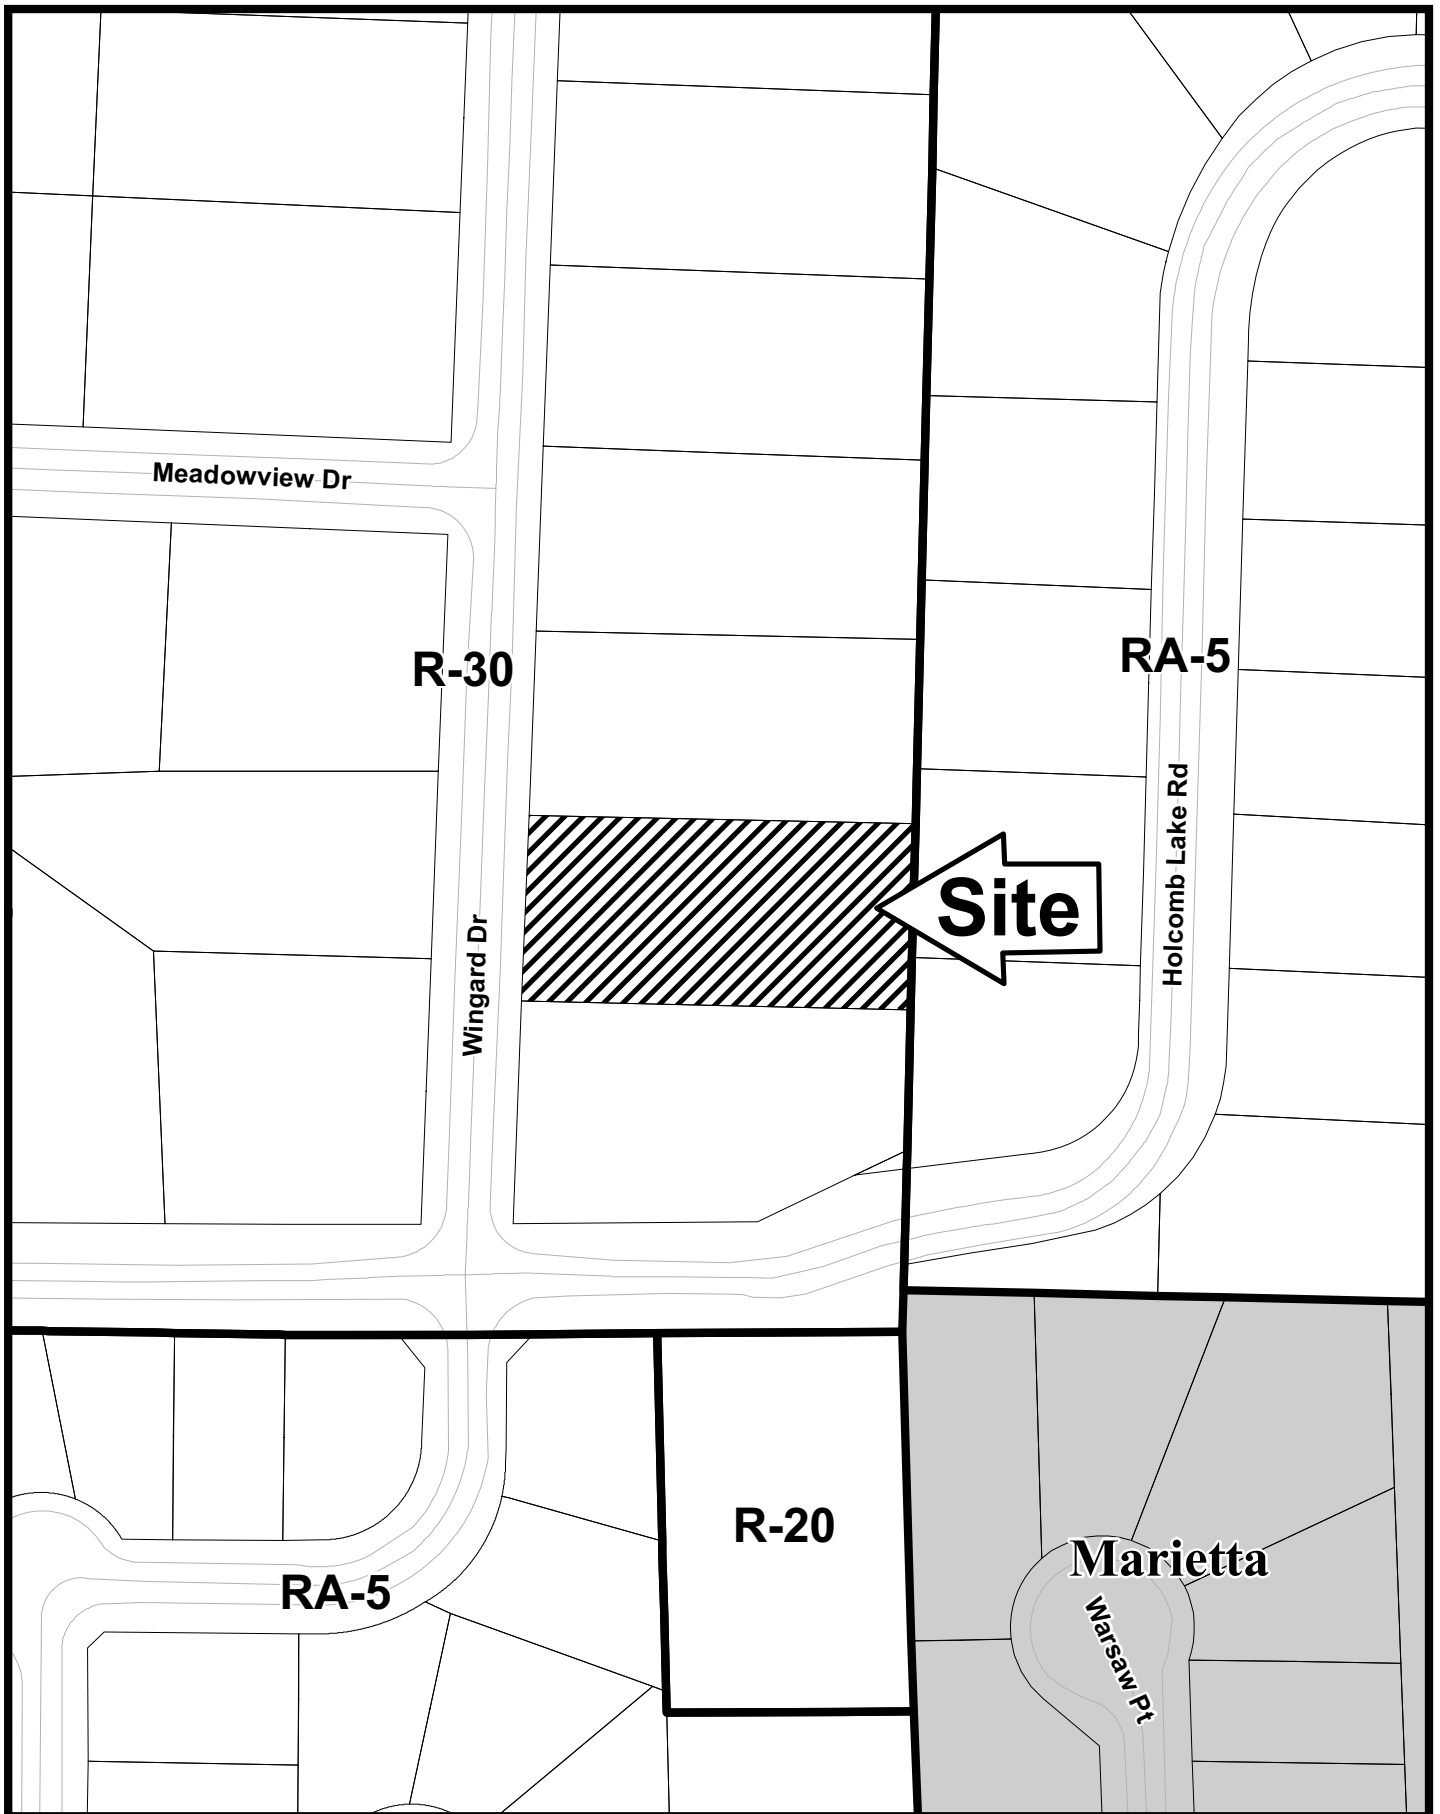 Meadowview Dr
R-30
RA-5
Holcomb Lake Rd
Site
Wingard Dr
R-20
Marietta
RA-5
Warsaw Pt